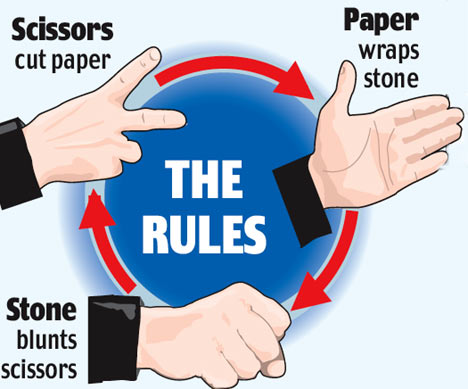 Scissors
cut paper
Paper
wraps
stone
THE
RULES
Stone
blunts
scissors